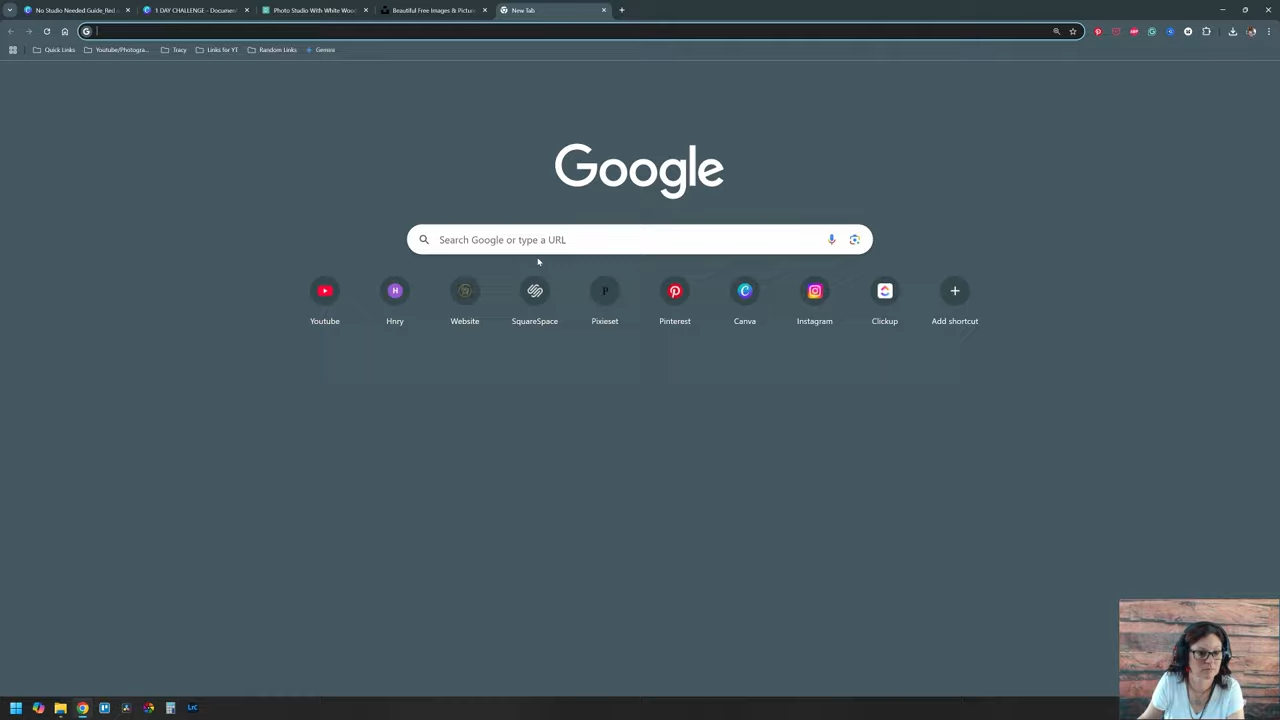 No Studio Needed Guide_Red
1 DAY CHALLENGE - Documen
Photo Studio With White Woo
Beautiful Free Images & Pictur
New Tab
Quick Links
Youtube/Photogra...
Tracy
Links for YT
Random Links
Gemini
Google
Search Google or type a URL
Youtube
Hnry
Website
SquareSpace
Pixieset
Pinterest
Canva
Instagram
Clickup
Add shortcut